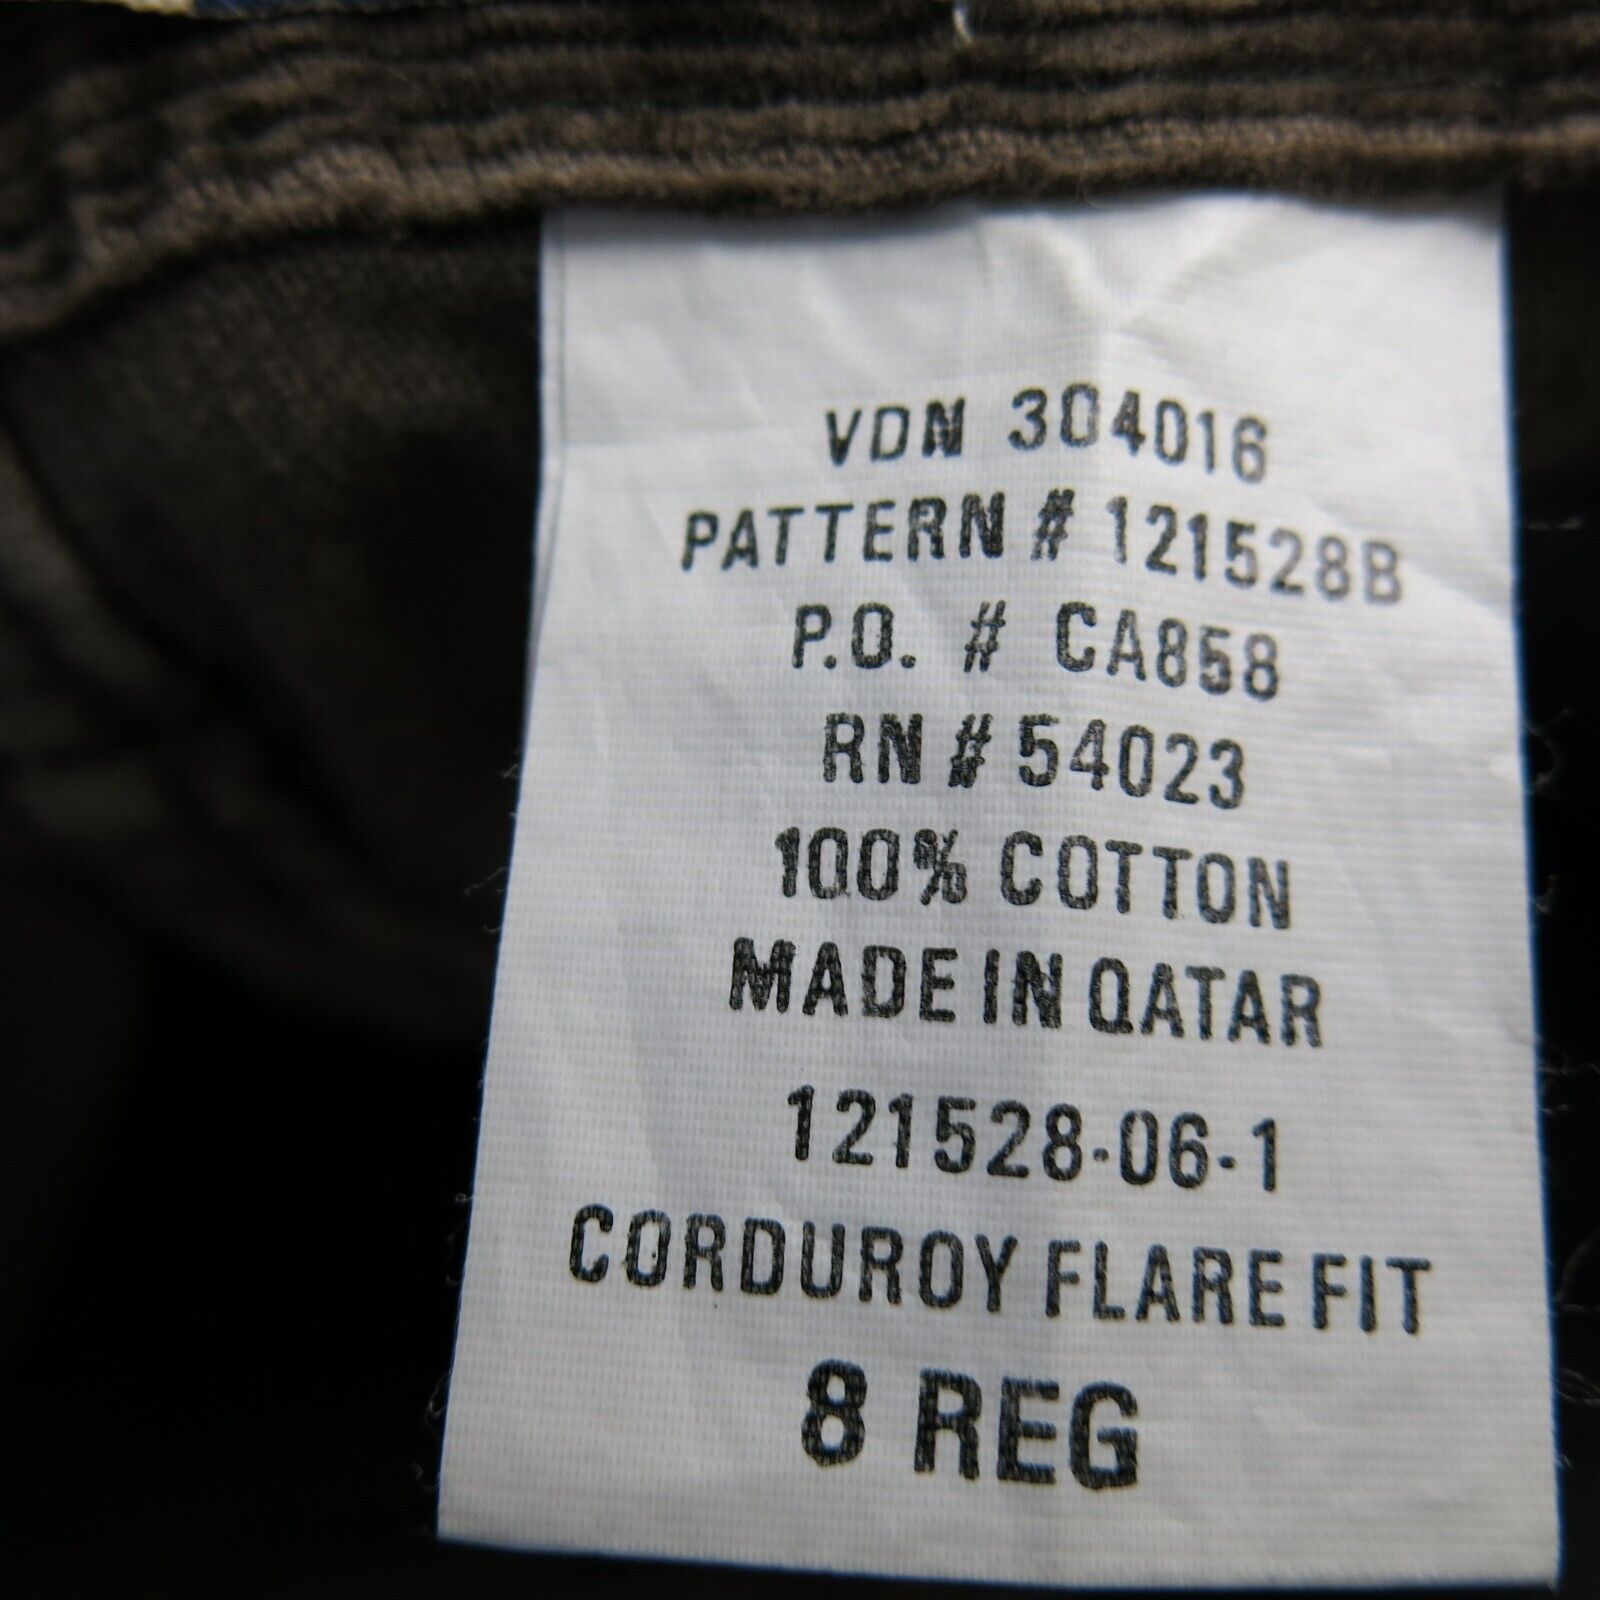 VDN 304016
PATTERN # 121528B
P.O. # CA858
RN # 54023
100% COTTON
MADE IN QATAR
121528-06-1
CORDUROY FLARE FIT
8 REG